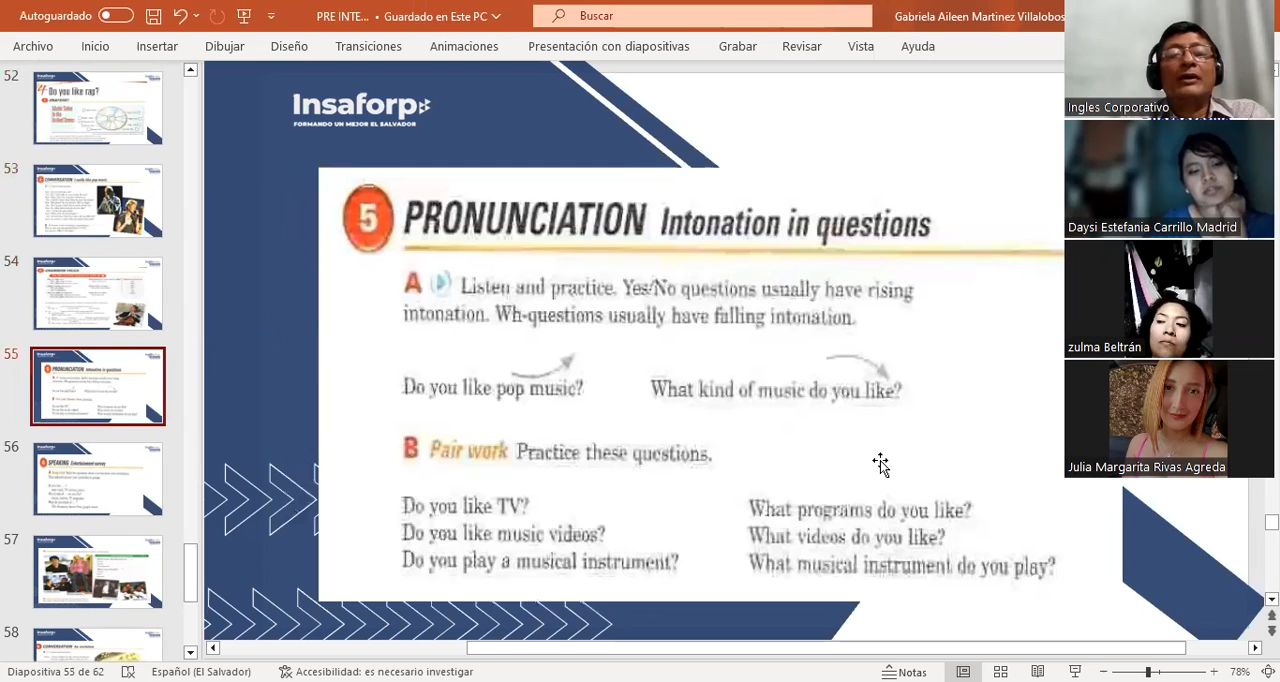 Autoguardado
PRE INTE... • Guardado en Este PC
Buscar
Gabriela Aileen Martinez Villalobos
Archivo Inicio Insertar Dibujar Diseño Transiciones Animaciones Presentación con diapositivas Grabar Revisar Vista Ayuda
52
Do you like rap?
53
54
55
56
57
58
Insaforp
FORMANDO UN MEJOR EL SALVADOR
5 PRONUNCIATION Intonation in questions
A Listen and practice. Yes/No questions usually have rising
intonation. Wh-questions usually have falling intonation.
Do you like pop music? What kind of music do you like?
B Pair work Practice these questions.
Do you like TV? What programs do you like?
Do you like music videos? What videos do you like?
Do you play a musical instrument? What musical instrument do you play?
Ingles Corporativo
Daysi Estefania Carrillo Madrid
zulma Beltrán
Julia Margarita Rivas Agreda
Diapositiva 55 de 62 Español (El Salvador) Accesibilidad: es necesario investigar Notas 78%